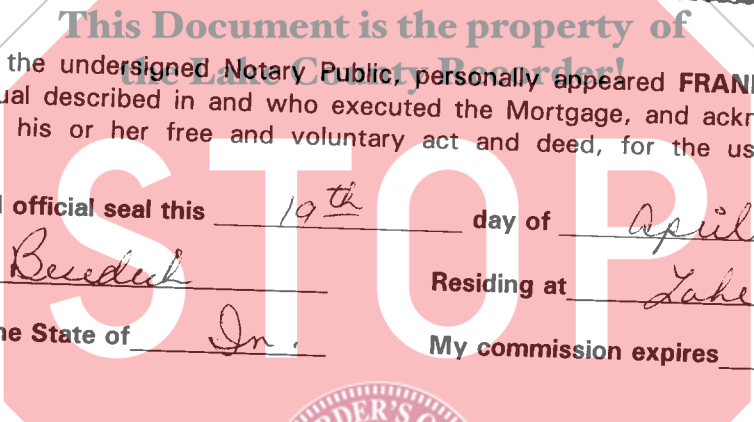 This Document is the property of
the Lake County Recorder!
the undersigned Notary Public, personally appeared FRAN
ual described in and who executed the Mortgage, and ackn
his or her free and voluntary act and deed, for the us
STOP
official seal this 19th day of April
Benedich Residing at Lake
he State of In. My commission expires
DER'S O